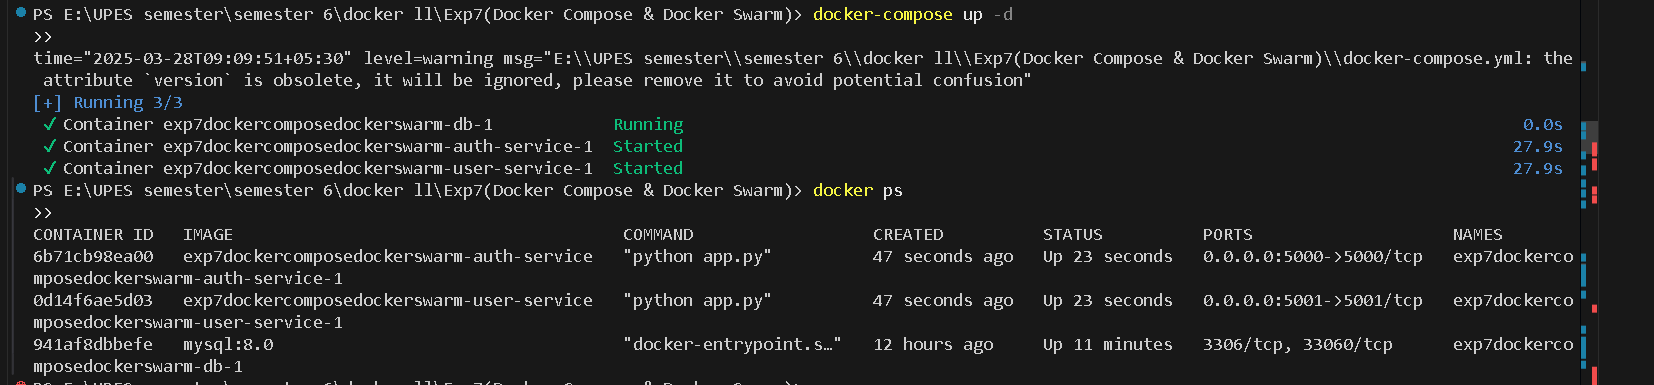 PS E:\UPES semester\semester 6\docker ll\Exp7(Docker Compose & Docker Swarm)> docker-compose up -d
>>
time="2025-03-28T09:09:51+05:30" level=warning msg="E:\\UPES semester\\semester 6\\docker ll\\Exp7(Docker Compose & Docker Swarm)\\docker-compose.yml: the
 attribute `version` is obsolete, it will be ignored, please remove it to avoid potential confusion"
[+] Running 3/3
 ✓ Container exp7dockercomposedockerswarm-db-1            Running                    0.0s
 ✓ Container exp7dockercomposedockerswarm-auth-service-1  Started                    27.9s
 ✓ Container exp7dockercomposedockerswarm-user-service-1  Started                    27.9s
PS E:\UPES semester\semester 6\docker ll\Exp7(Docker Compose & Docker Swarm)> docker ps
>>
CONTAINER ID   IMAGE                                       COMMAND                  CREATED          STATUS          PORTS                    NAMES
6b71cb98ea00   exp7dockercomposedockerswarm-auth-service   "python app.py"          47 seconds ago   Up 23 seconds   0.0.0.0:5000->5000/tcp   exp7dockerco
mposedockerswarm-auth-service-1
0d14f6ae5d03   exp7dockercomposedockerswarm-user-service   "python app.py"          47 seconds ago   Up 23 seconds   0.0.0.0:5001->5001/tcp   exp7dockerco
mposedockerswarm-user-service-1
941af8dbbefe   mysql:8.0                                   "docker-entrypoint.s…"   12 hours ago     Up 11 minutes   3306/tcp, 33060/tcp      exp7dockerco
mposedockerswarm-db-1